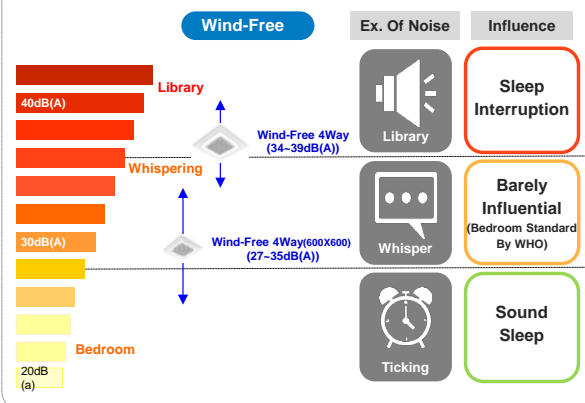 Wind-Free
Ex. Of Noise
Influence
Library
40dB(A)
Whispering
30dB(A)
Bedroom
20dB
(a)
Wind-Free 4Way
(34~39dB(A))
Wind-Free 4Way(600X600)
(27~35dB(A))
Library
Whisper
Ticking
Sleep
Interruption
Barely
Influential
(Bedroom Standard
By WHO)
Sound
Sleep